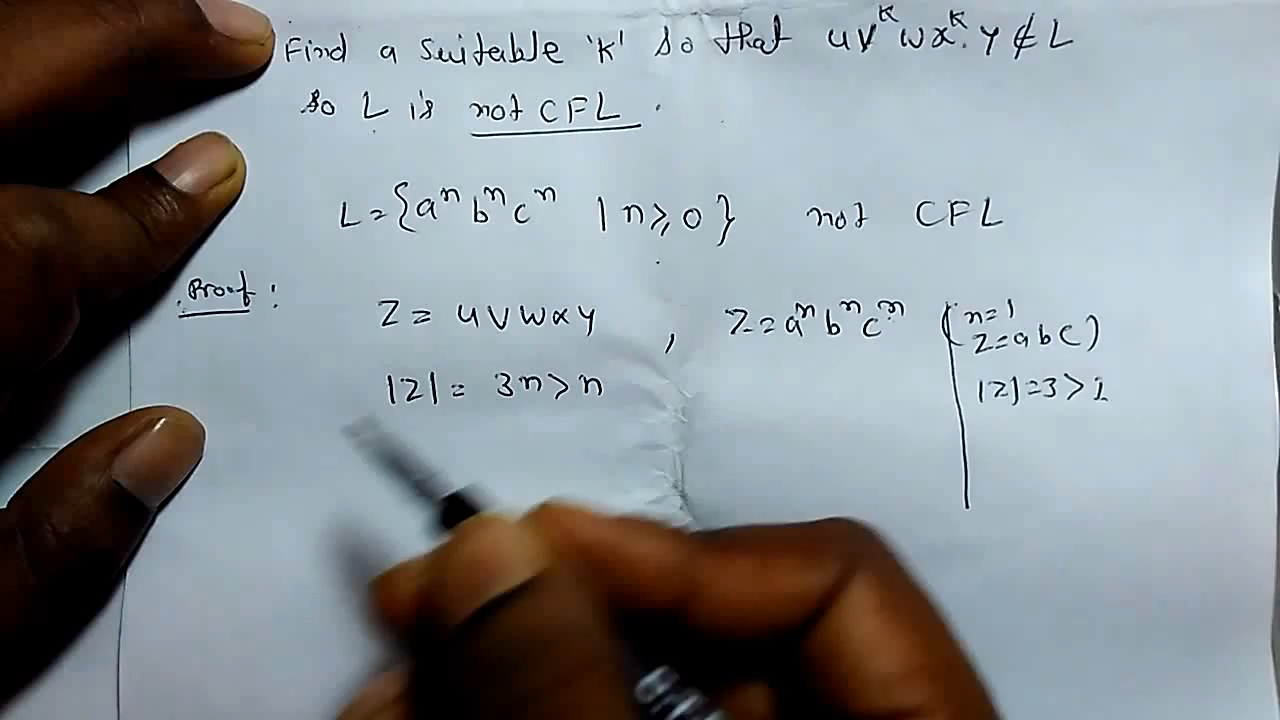 Find a suitable 'K' so that uv^K wx^K y ∉ L
so L is not CFL.
L = {a^n b^n c^n | n ≥ 0} not CFL
Proof:
Z = uvwxy, Z = a^n b^n c^n (n=1
Z = abc)
|Z| = 3n > n |Z| = 3 > 1